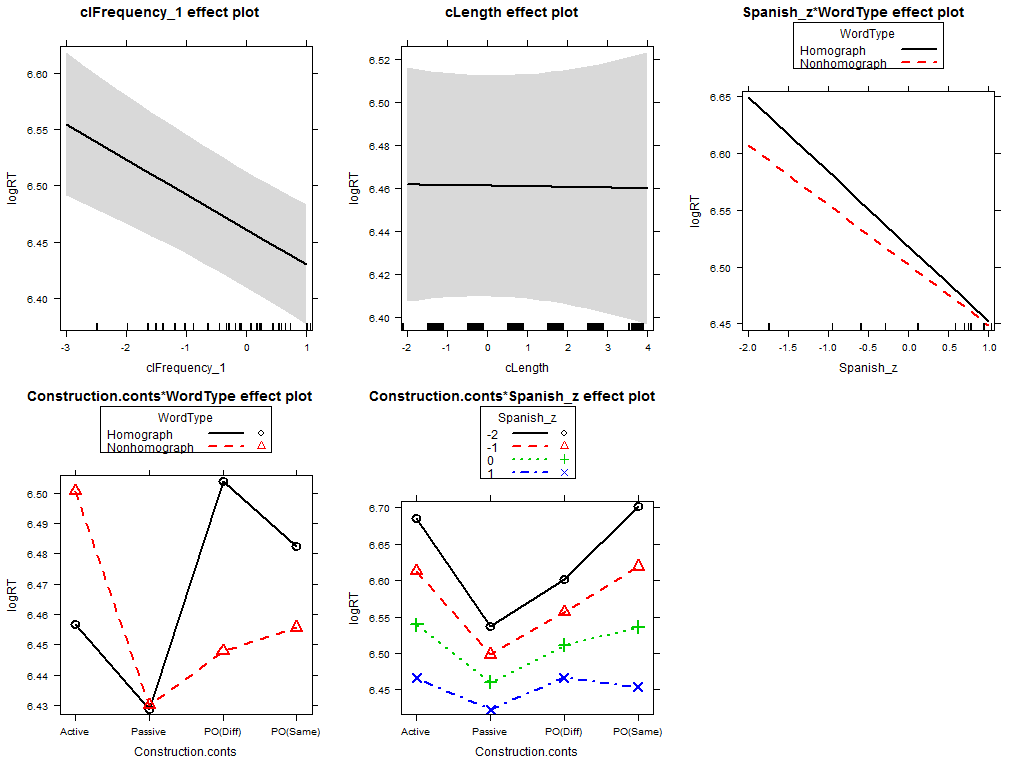 clFrequency_1 effect plot
logRT
6.60
6.55
6.50
6.45
6.40
-3 -2 -1 0 1
clFrequency_1
cLength effect plot
logRT
6.52
6.50
6.48
6.46
6.44
6.42
6.40
-2 -1 0 1 2 3 4
cLength
Spanish_z*WordType effect plot
WordType
Homograph
Nonhomograph
logRT
6.65
6.60
6.55
6.50
6.45
-2.0 -1.5 -1.0 -0.5 0.0 0.5 1.0
Spanish_z
Construction.conts*WordType effect plot
WordType
Homograph
Nonhomograph
logRT
6.50
6.49
6.48
6.47
6.46
6.45
6.44
6.43
Active Passive PO(Diff) PO(Same)
Construction.conts
Construction.conts*Spanish_z effect plot
Spanish_z
-2
-1
0
1
logRT
6.70
6.65
6.60
6.55
6.50
6.45
Active Passive PO(Diff) PO(Same)
Construction.conts